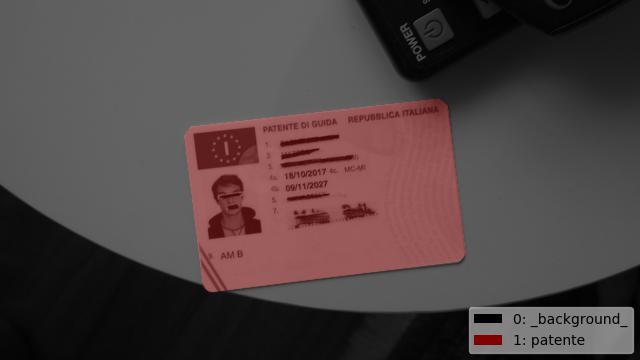 POWER
PATENTE DI GUIDA REPUBBLICA ITALIANA
1.
2.
3.
4a. 18/10/2017 4c. MC-MI
4b. 09/11/2027
5.
7.
I
9. AM B
0: _background_
1: patente